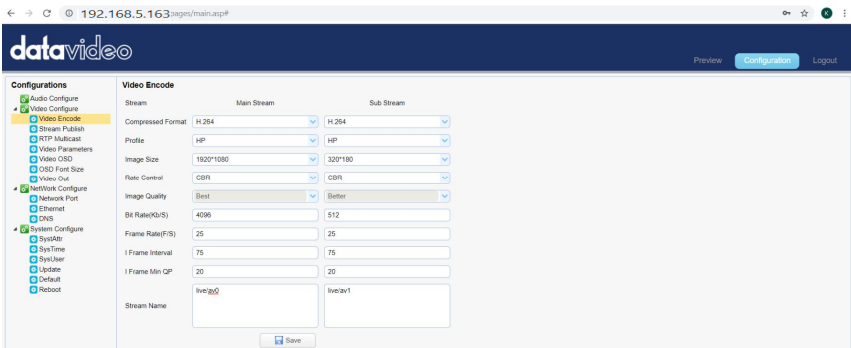 192.168.5.163/pages/main.asp#
K
datavideo
Preview Configuration Logout
Configurations
Audio Configure
Video Configure
Video Encode
Stream Publish
RTP Multicast
Video Parameters
Video OSD
OSD Font Size
Video Out
NetWork Configure
Network Port
Ethernet
DNS
System Configure
SystAttr
SysTime
SysUser
Update
Default
Reboot
Video Encode
Stream Main Stream Sub Stream
Compressed Format H.264 H.264
Profile HP HP
Image Size 1920*1080 320*180
Rate Control CBR CBR
Image Quality Best Better
Bit Rate(Kb/S) 4096 512
Frame Rate(F/S) 25 25
I Frame Interval 75 75
I Frame Min QP 20 20
Stream Name live/av0 live/av1
Save